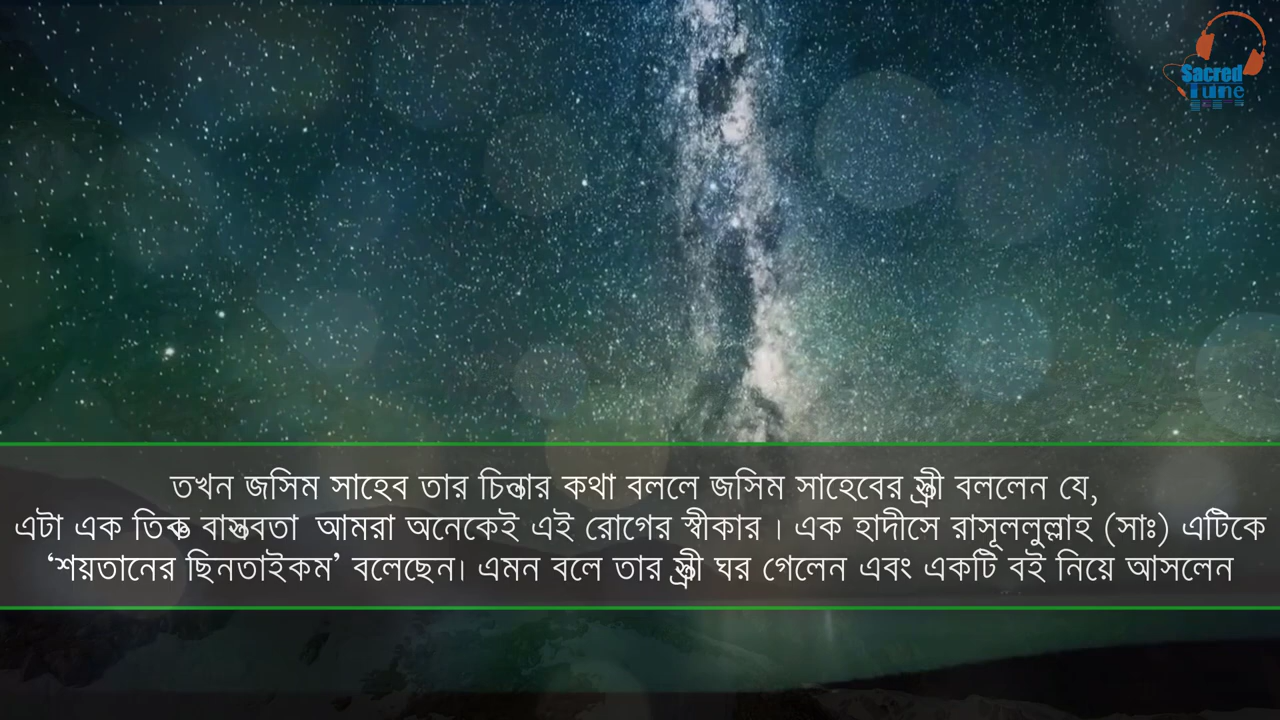 Sacred
Tune
তখন জসিম সাহেব তার চিন্তার কথা বললে জসিম সাহেবের স্ত্রী বললেন যে,
এটা এক তিক্ত বাস্তবতা আমরা অনেকেই এই রোগের স্বীকার । এক হাদীসে রাসূললুল্লাহ (সাঃ) এটিকে
‘শয়তানের ছিনতাইকম’ বলেছেন। এমন বলে তার স্ত্রী ঘর গেলেন এবং একটি বই নিয়ে আসলেন